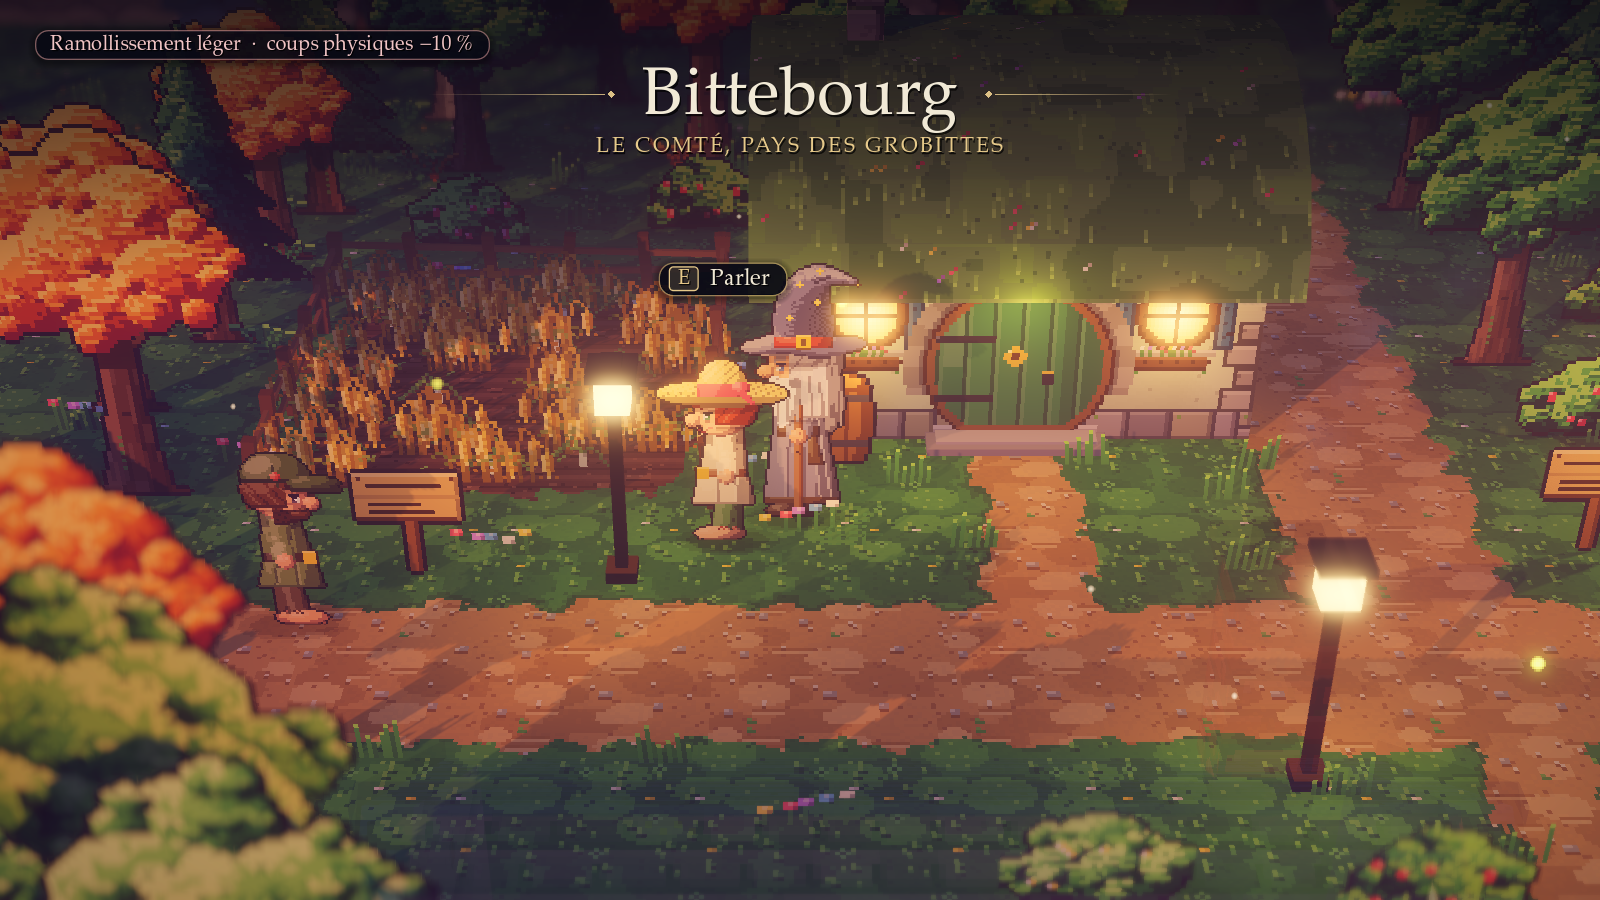 Ramollissement léger · coups physiques −10 %
Bittebourg
LE COMTÉ, PAYS DES GROBITTES
E Parler